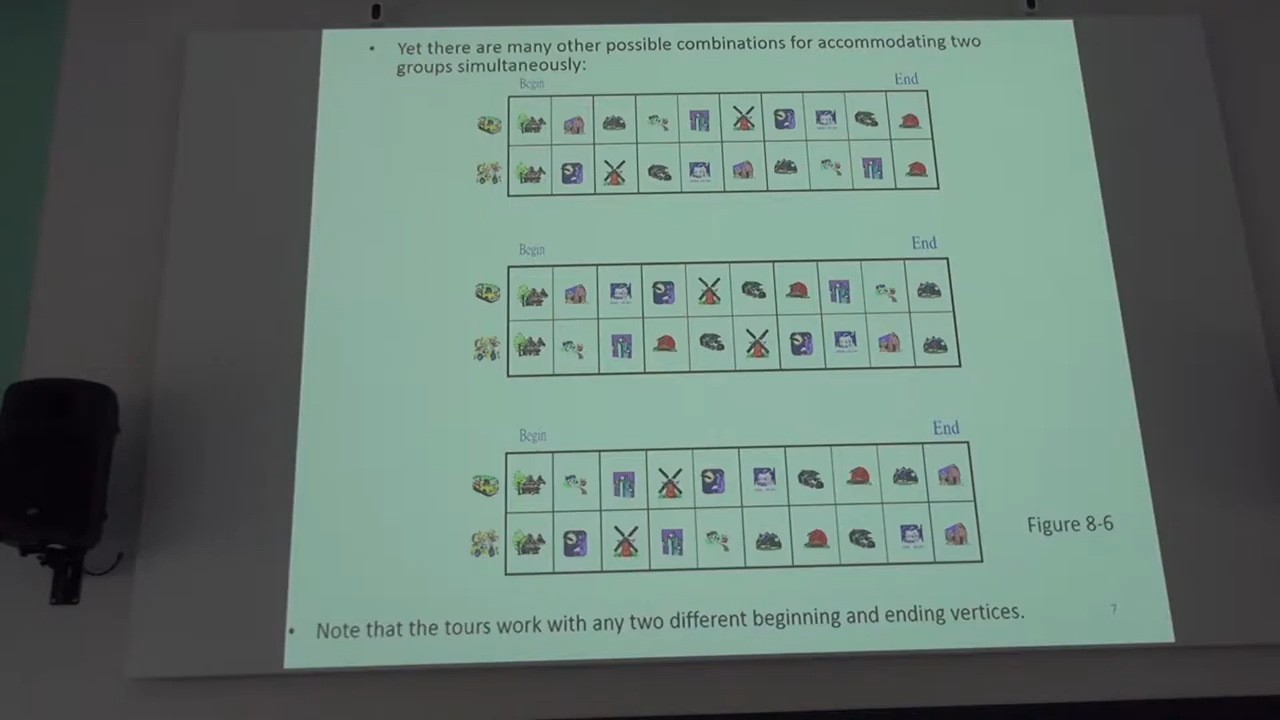 • Yet there are many other possible combinations for accommodating two
groups simultaneously:
Begin End
Begin End
Begin End
Figure 8-6
• Note that the tours work with any two different beginning and ending vertices.
7